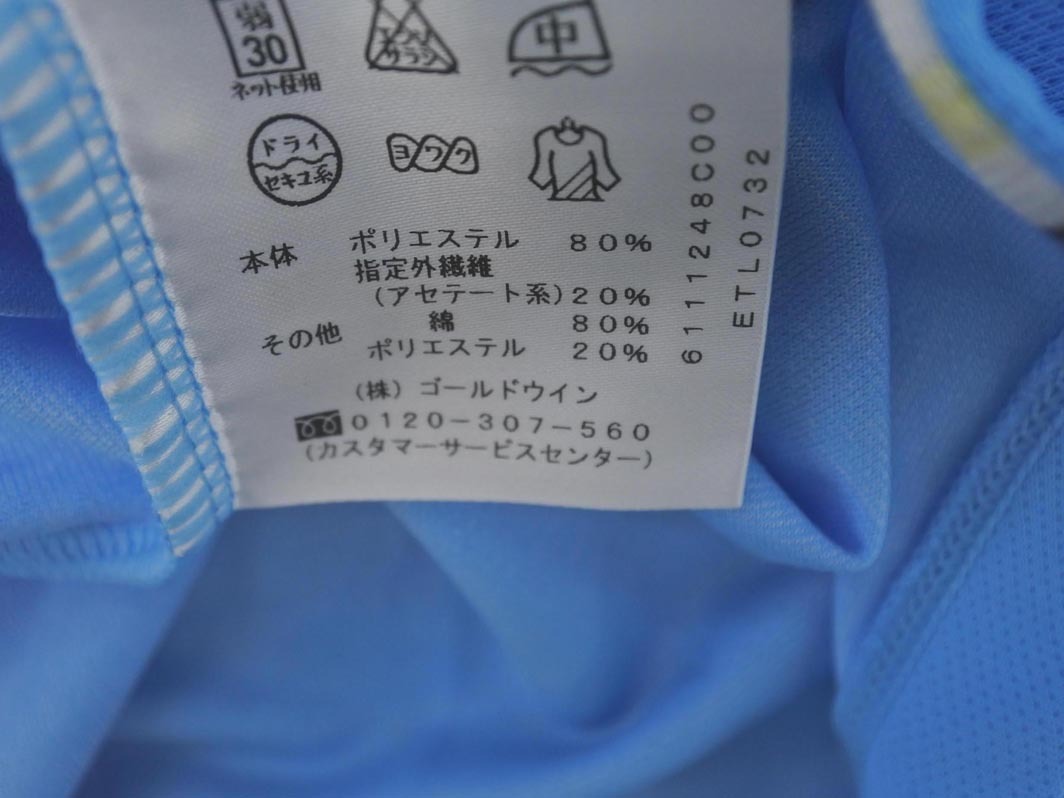 弱
30
ネット使用
エンソ
サラシ
中
ドライ
セキユ系
ヨワク
本体 ポリエステル 80%
指定外繊維
(アセテート系) 20%
その他 綿 80%
ポリエステル 20%
(株) ゴールドウイン
0120-307-560
(カスタマーサービスセンター)
6111248C00
ETL0732